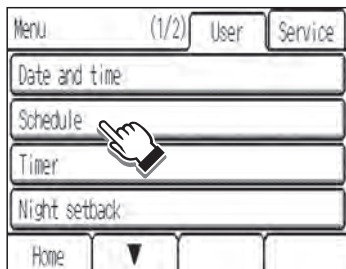 Menu (1/2) User Service
Date and time
Schedule
Timer
Night setback
Home ▼